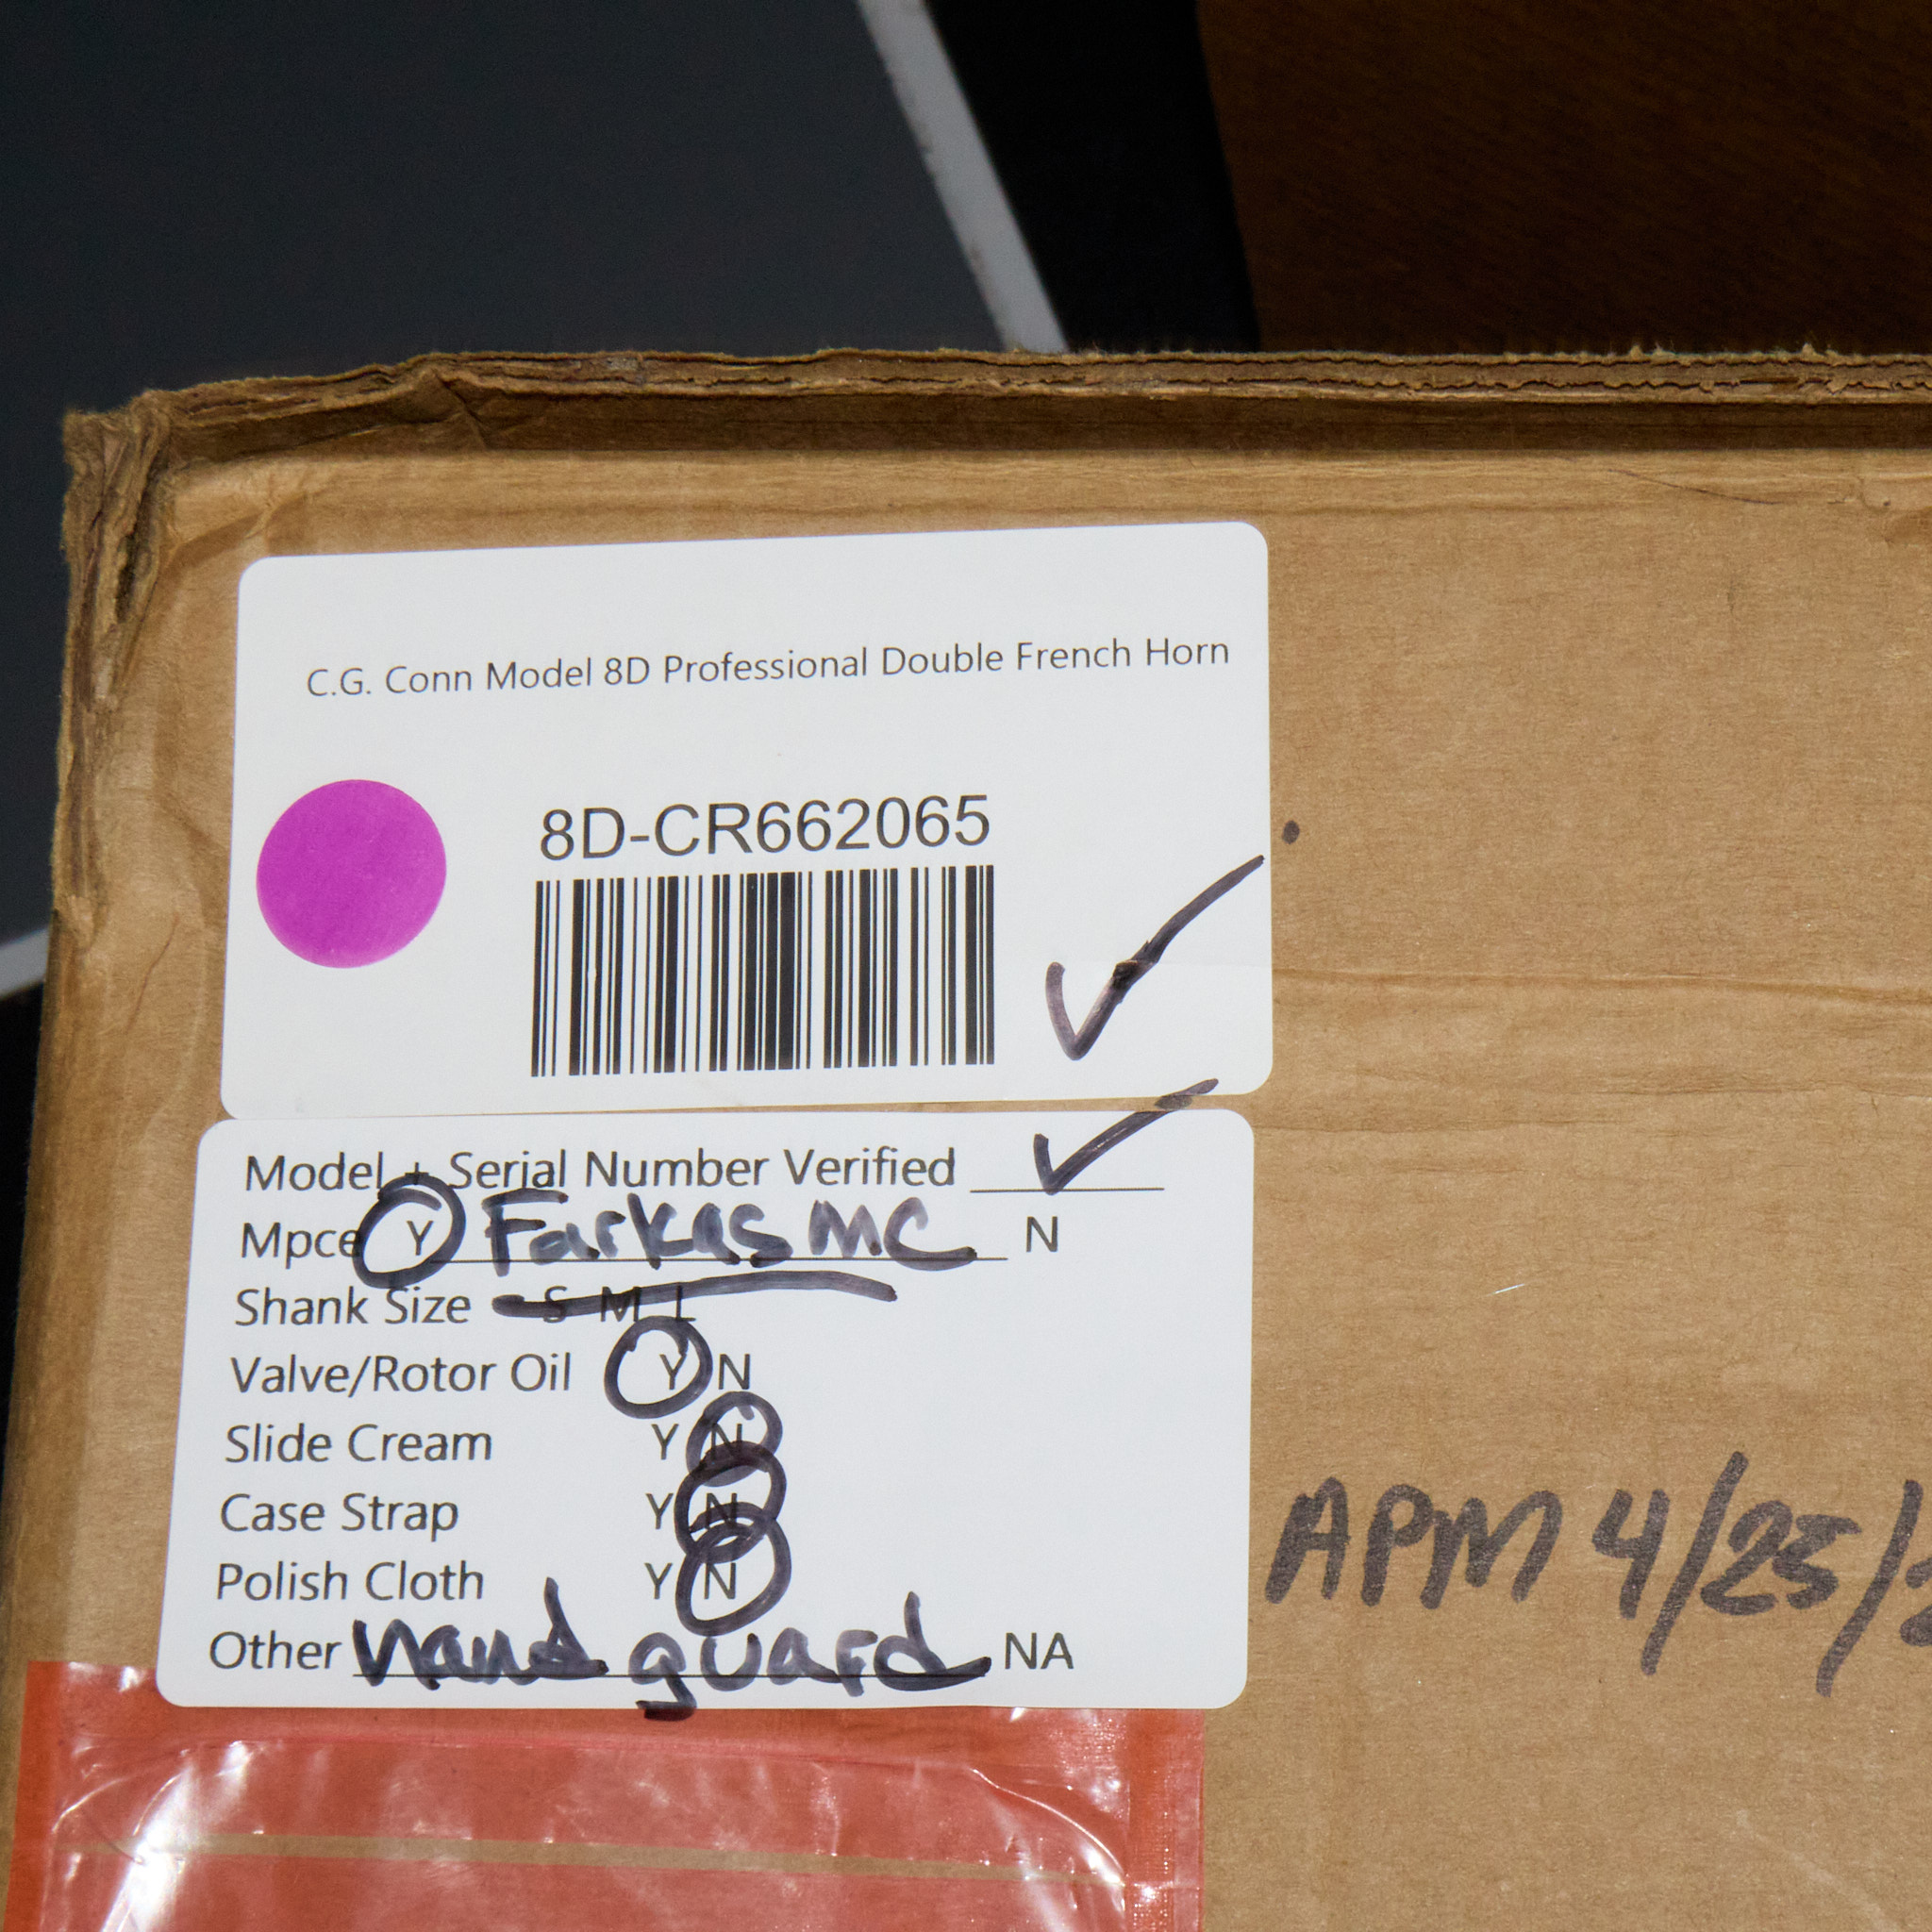 C.G. Conn Model 8D Professional Double French Horn
8D-CR662065
Model + Serial Number Verified
Mpce Y Farkas MC N
Shank Size S M L
Valve/Rotor Oil Y N
Slide Cream Y N
Case Strap Y N
Polish Cloth Y N
Other hand guard NA
APM 4/25/